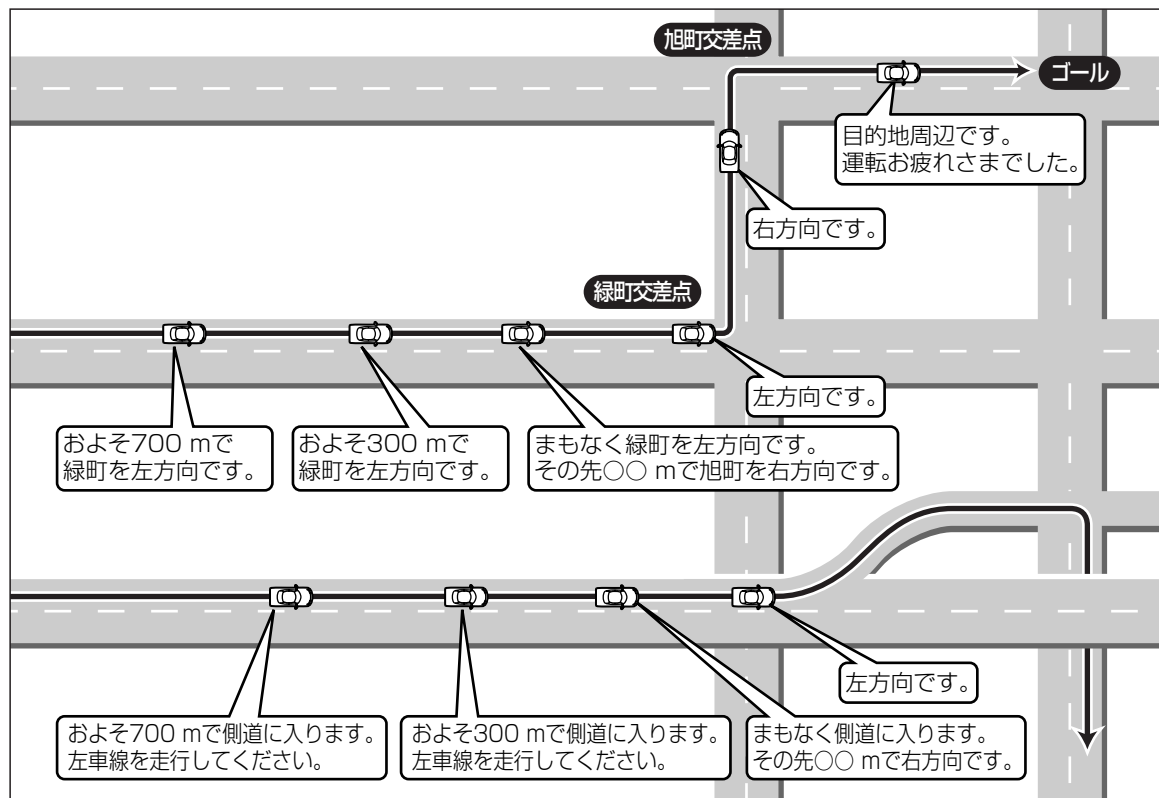 旭町交差点
ゴール
目的地周辺です。
運転お疲れさまでした。
右方向です。
緑町交差点
左方向です。
およそ700 mで
緑町を左方向です。
およそ300 mで
緑町を左方向です。
まもなく緑町を左方向です。
その先○○ mで旭町を右方向です。
左方向です。
およそ700 mで側道に入ります。
左車線を走行してください。
およそ300 mで側道に入ります。
左車線を走行してください。
まもなく側道に入ります。
その先○○ mで右方向です。